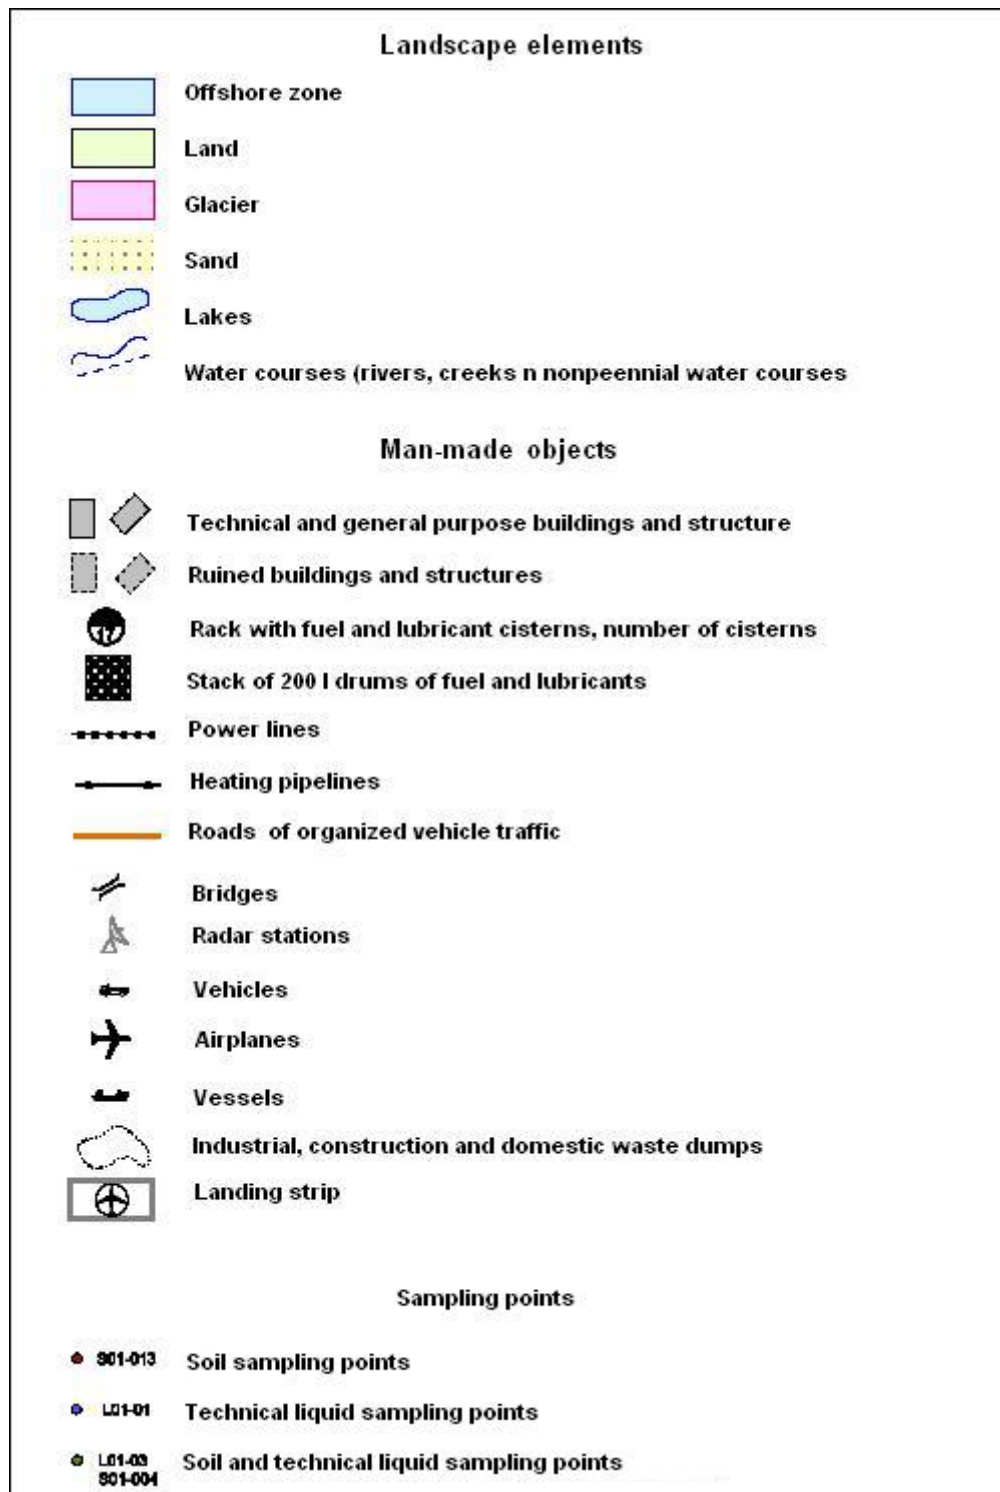 Landscape elements
Offshore zone
Land
Glacier
Sand
Lakes
Water courses (rivers, creeks n nonpeennial water courses
Man-made objects
Technical and general purpose buildings and structure
Ruined buildings and structures
17
Rack with fuel and lubricant cisterns, number of cisterns
Stack of 200 l drums of fuel and lubricants
Power lines
Heating pipelines
Roads of organized vehicle traffic
Bridges
Radar stations
Vehicles
Airplanes
Vessels
Industrial, construction and domestic waste dumps
Landing strip
Sampling points
S01-013 Soil sampling points
L01-01 Technical liquid sampling points
L01-03 Soil and technical liquid sampling points
S01-004